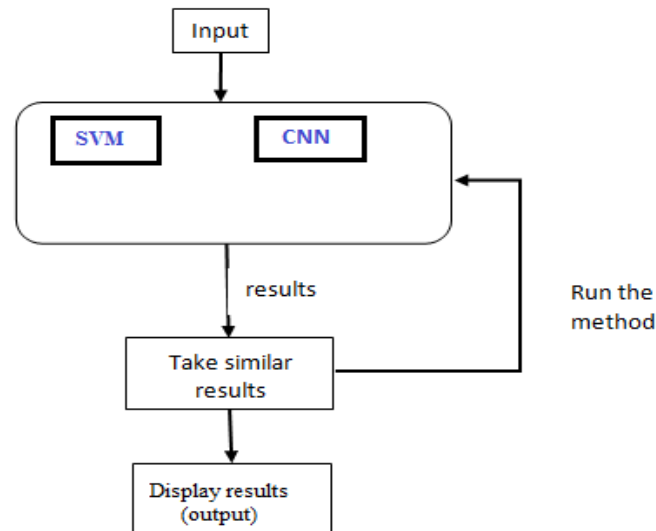 Input
SVM
CNN
results
Run the
method
Take similar
results
Display results
(output)